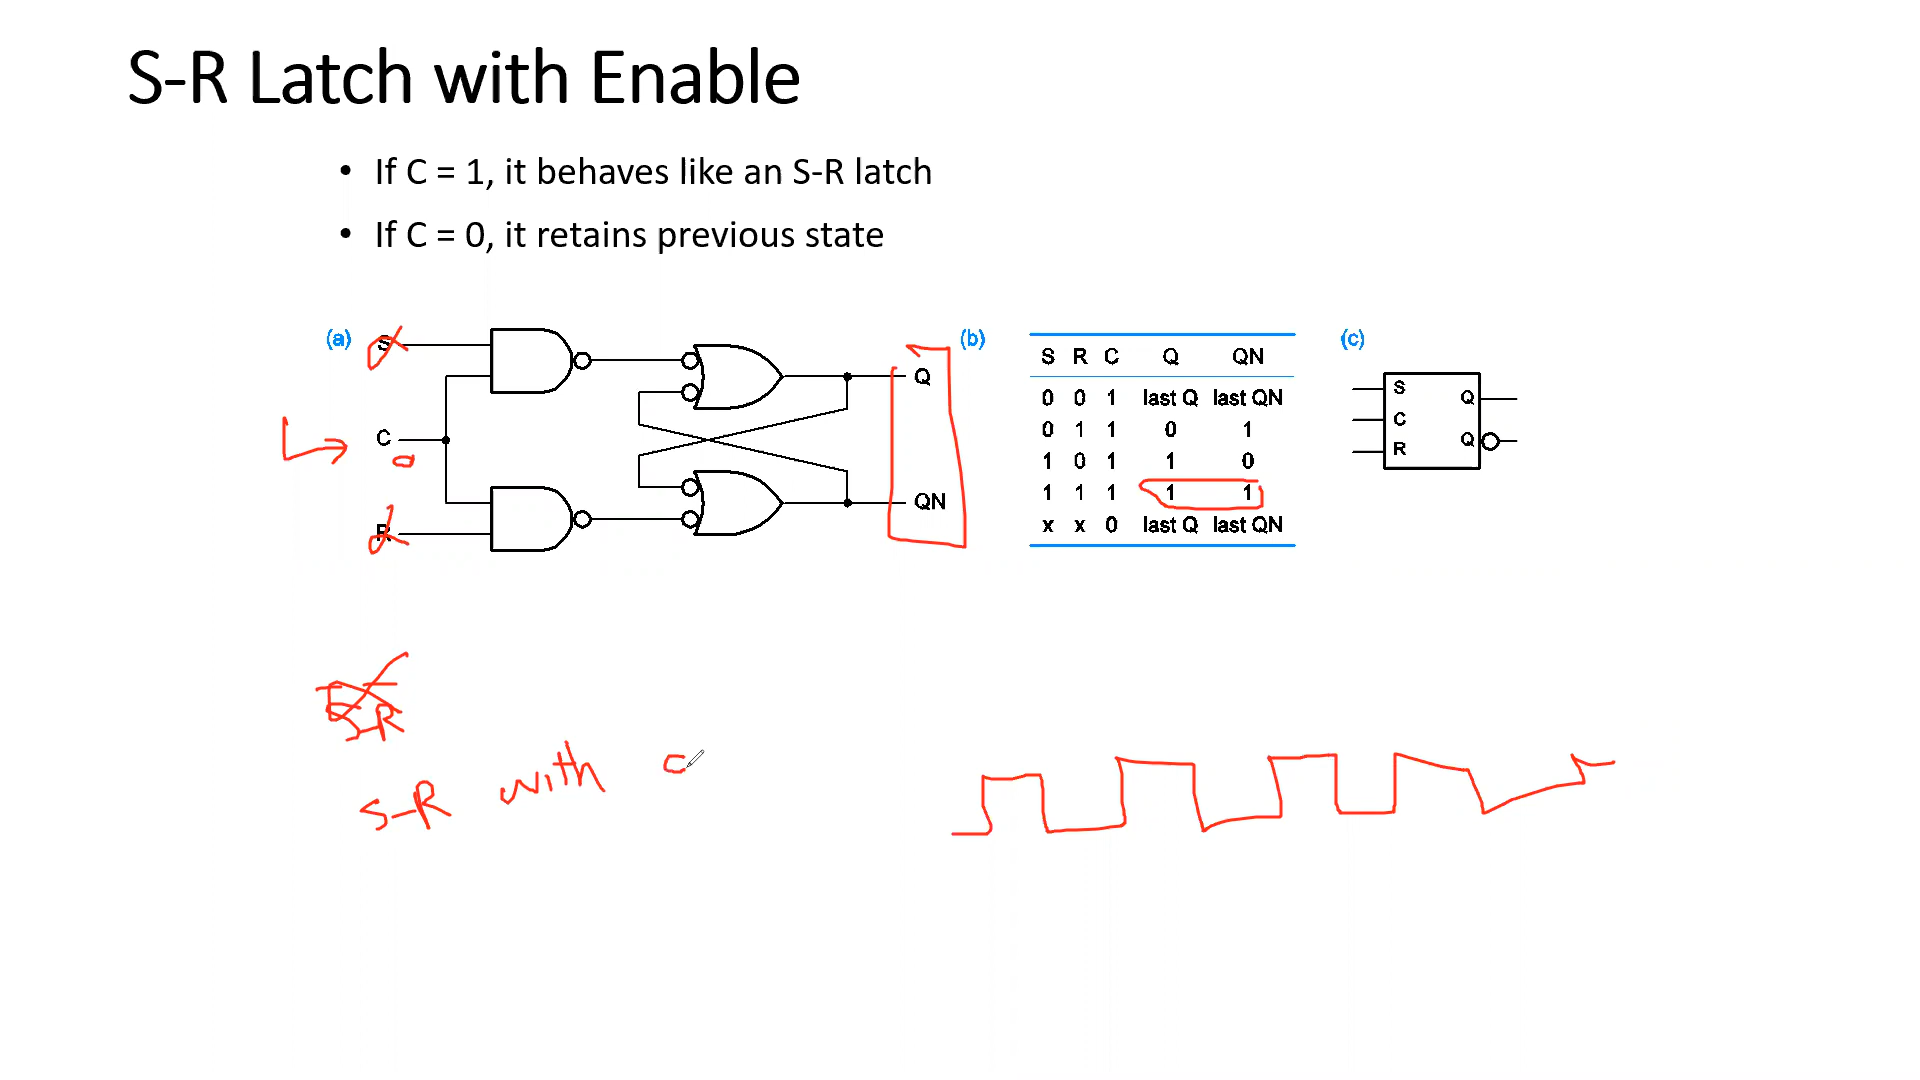 S-R Latch with Enable
• If C = 1, it behaves like an S-R latch
• If C = 0, it retains previous state
(a)
S
C
R
Q
QN
(b)
S R C Q QN
0 0 1 last Q last QN
0 1 1 0 1
1 0 1 1 0
1 1 1 1 1
x x 0 last Q last QN
(c)
S Q
C
R Q
S-R
S-R with